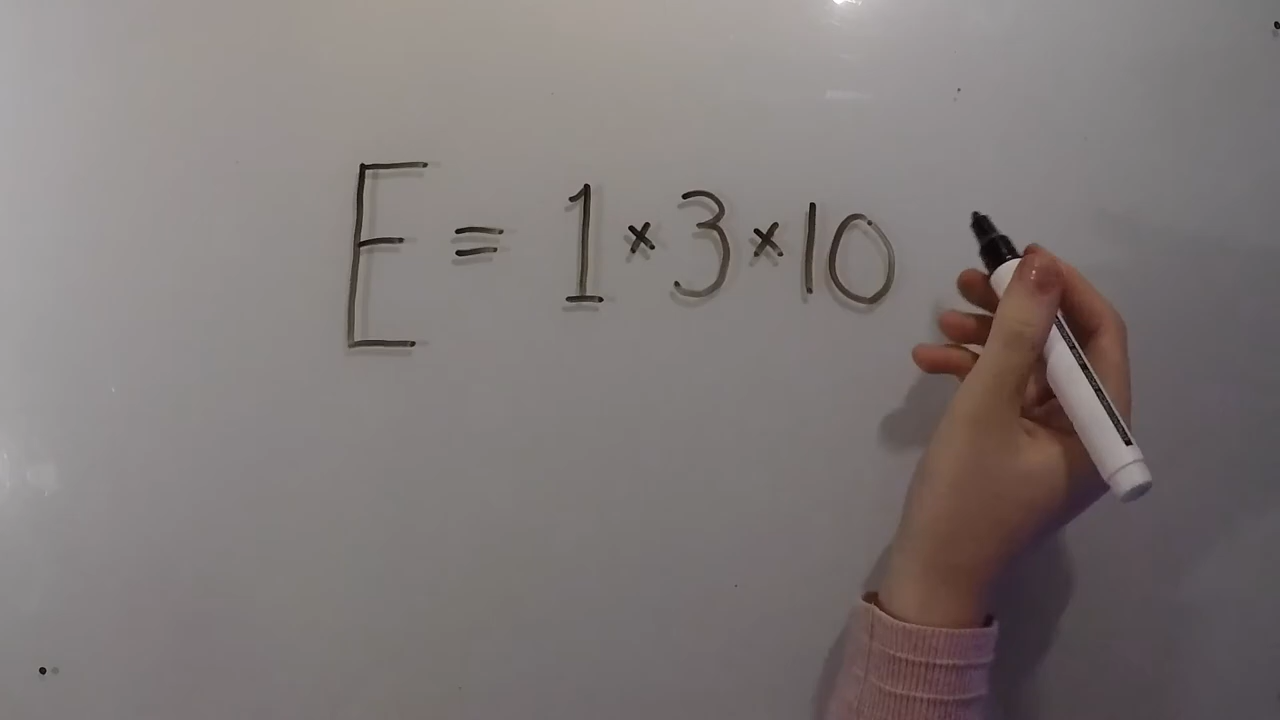 E = 1 × 3 × 10